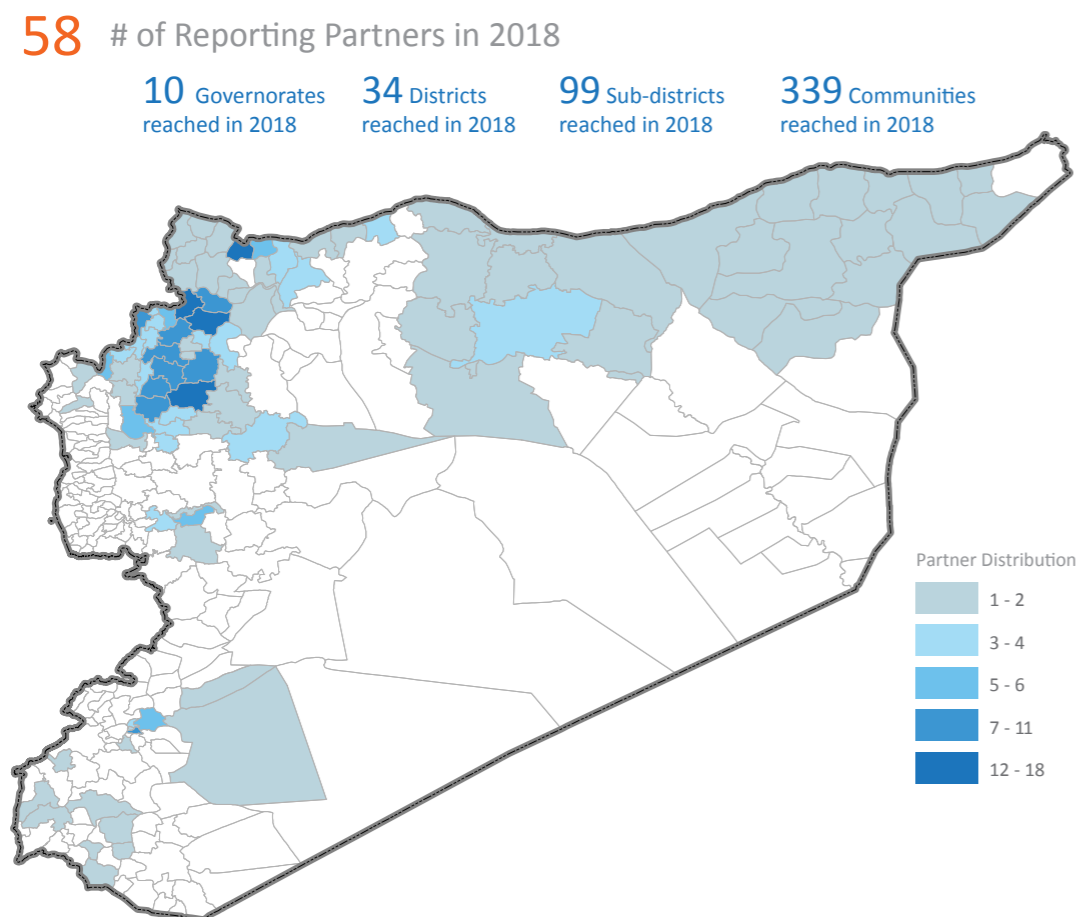 58 # of Reporting Partners in 2018
10 Governorates
reached in 2018
34 Districts
reached in 2018
99 Sub-districts
reached in 2018
339 Communities
reached in 2018
Partner Distribution
1 - 2
3 - 4
5 - 6
7 - 11
12 - 18